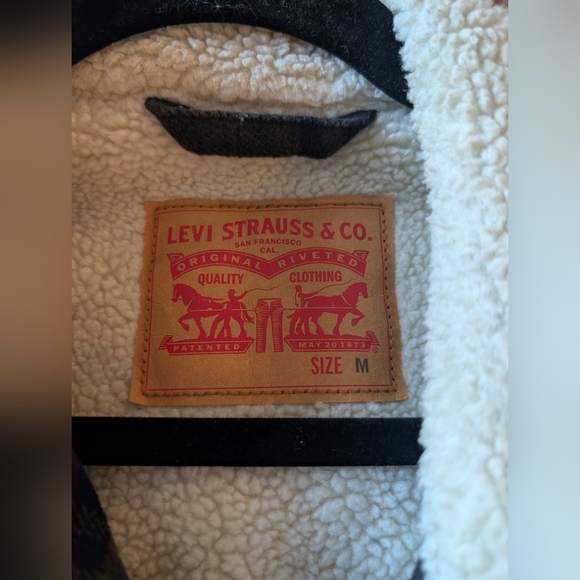 LEVI STRAUSS & CO.
SAN FRANCISCO
CAL.
ORIGINAL RIVETED
QUALITY CLOTHING
PATENTED MAY 20 1873
®
SIZE M